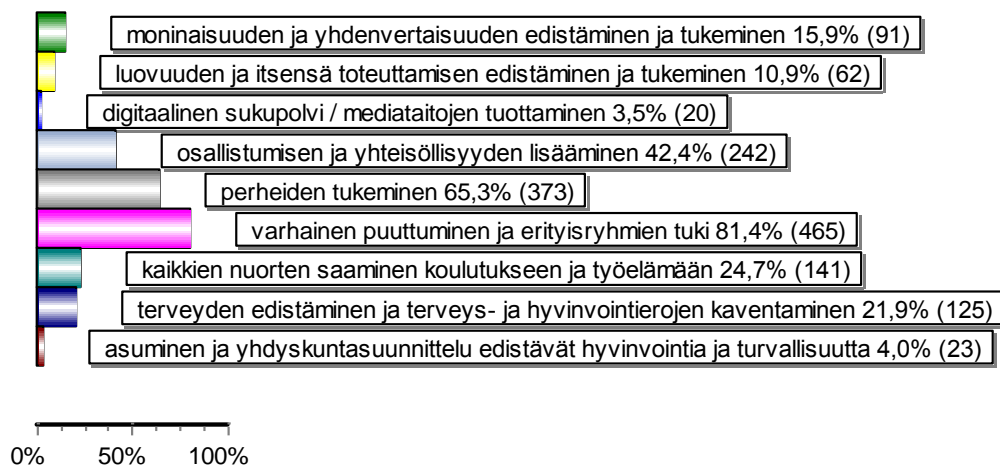 moninaisuuden ja yhdenvertaisuuden edistäminen ja tukeminen 15,9% (91)
luovuuden ja itsensä toteuttamisen edistäminen ja tukeminen 10,9% (62)
digitaalinen sukupolvi / mediataitojen tuottaminen 3,5% (20)
osallistumisen ja yhteisöllisyyden lisääminen 42,4% (242)
perheiden tukeminen 65,3% (373)
varhainen puuttuminen ja erityisryhmien tuki 81,4% (465)
kaikkien nuorten saaminen koulutukseen ja työelämään 24,7% (141)
terveyden edistäminen ja terveys- ja hyvinvointierojen kaventaminen 21,9% (125)
asuminen ja yhdyskuntasuunnittelu edistävät hyvinvointia ja turvallisuutta 4,0% (23)
0% 50% 100%